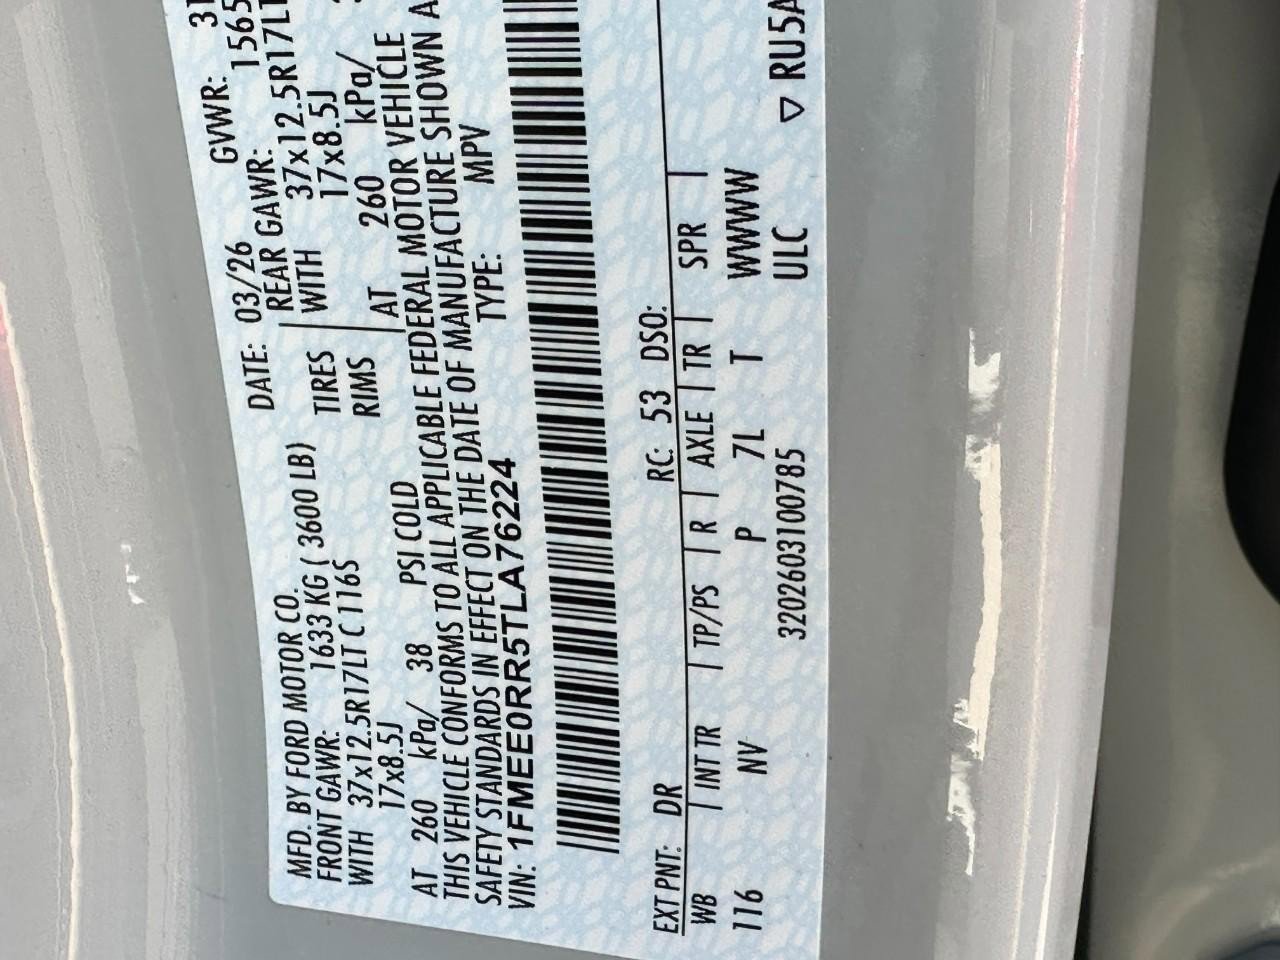 MFD. BY FORD MOTOR CO.
DATE: 03/26 GVWR:
FRONT GAWR: 1633 KG ( 3600 LB) REAR GAWR: 1565
WITH 37x12.5R17LT C 116S TIRES WITH 37x12.5R17LT
17x8.5J RIMS 17x8.5J
AT 260 kPa/ 38 PSI COLD AT 260 kPa/
THIS VEHICLE CONFORMS TO ALL APPLICABLE FEDERAL MOTOR VEHICLE
SAFETY STANDARDS IN EFFECT ON THE DATE OF MANUFACTURE SHOWN A
VIN: 1FMEE0RR5TLA76224 TYPE: MPV
EXT PNT: DR RC: 53 DSO:
WB | INT TR | TP/PS | R | AXLE | TR | SPR |
116 NV P 7L T WWWW
3202603100785 ULC
▽ RU5A